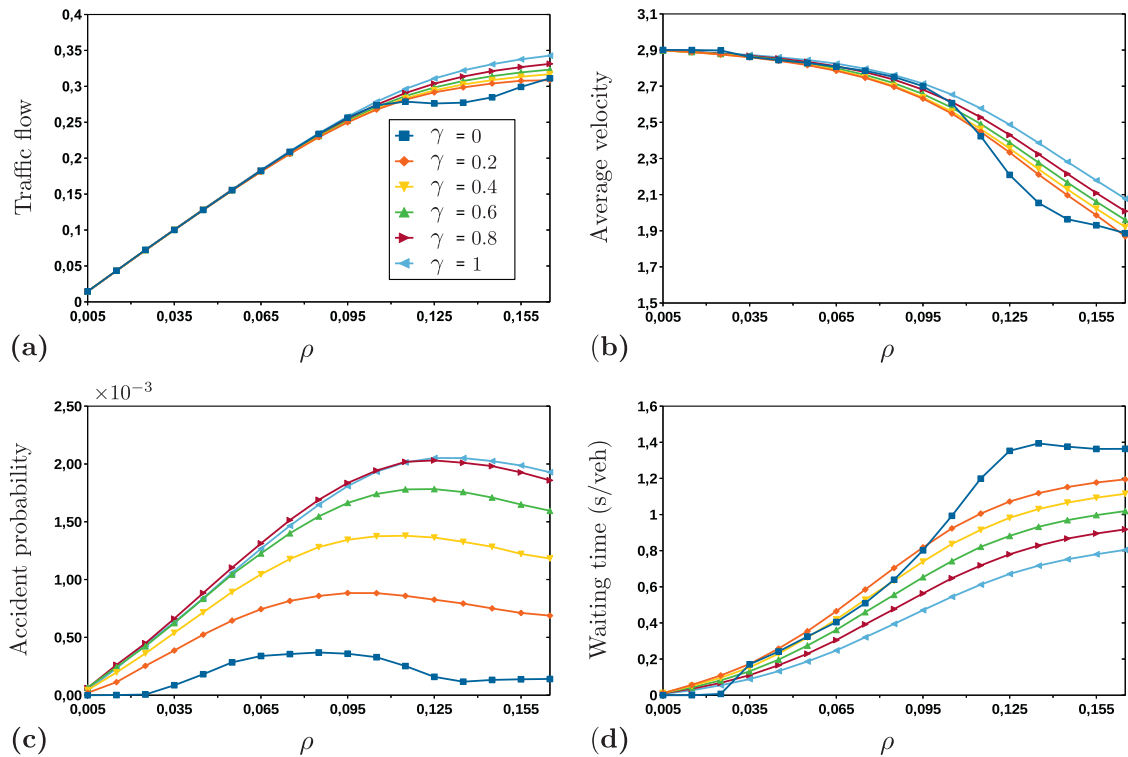 0,4
0,35
0,3
0,25
0,2
0,15
0,1
0,05
0
Traffic flow
0,005 0,035 0,065 0,095 0,125 0,155
γ = 0
γ = 0.2
γ = 0.4
γ = 0.6
γ = 0.8
γ = 1
(a) ρ
3,1
2,9
2,7
2,5
2,3
2,1
1,9
1,7
1,5
Average velocity
0,005 0,035 0,065 0,095 0,125 0,155
(b) ρ
×10−3
2,50
2,00
1,50
1,00
0,50
0,00
Accident probability
0,005 0,035 0,065 0,095 0,125 0,155
(c) ρ
1,6
1,4
1,2
1
0,8
0,6
0,4
0,2
0
Waiting time (s/veh)
0,005 0,035 0,065 0,095 0,125 0,155
(d) ρ